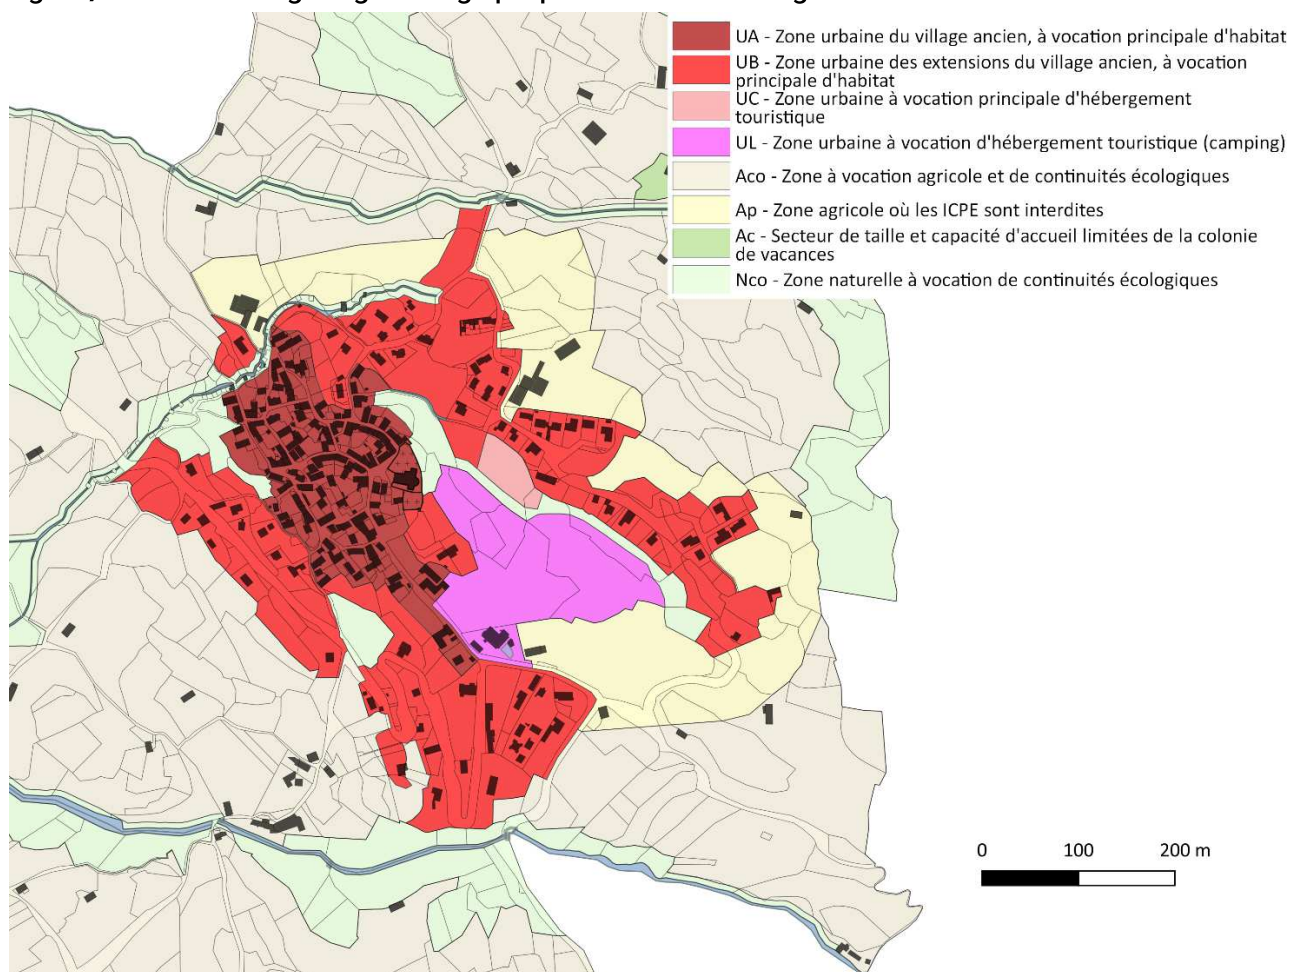 UA - Zone urbaine du village ancien, à vocation principale d'habitat
UB - Zone urbaine des extensions du village ancien, à vocation
principale d'habitat
UC - Zone urbaine à vocation principale d'hébergement
touristique
UL - Zone urbaine à vocation d'hébergement touristique (camping)
Aco - Zone à vocation agricole et de continuités écologiques
Ap - Zone agricole où les ICPE sont interdites
Ac - Secteur de taille et capacité d'accueil limitées de la colonie
de vacances
Nco - Zone naturelle à vocation de continuités écologiques
0 100 200 m